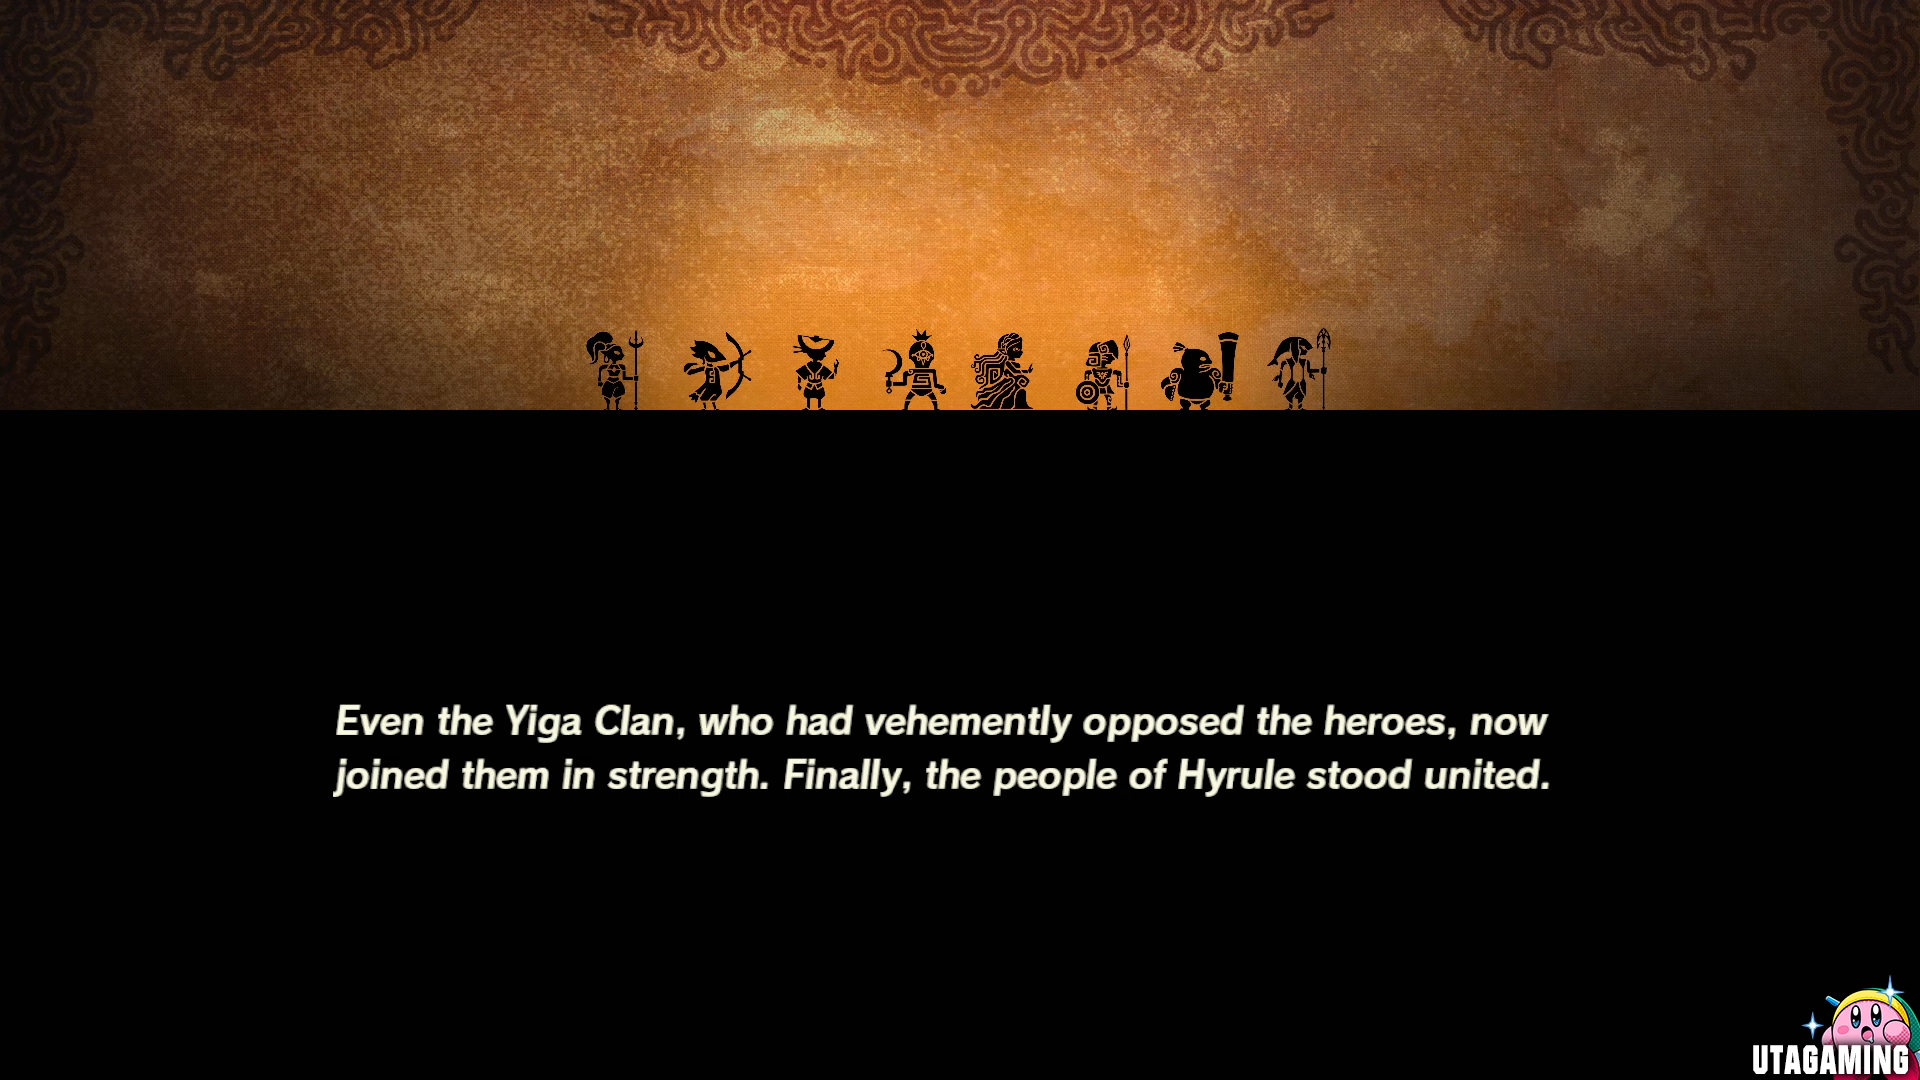 Even the Yiga Clan, who had vehemently opposed the heroes, now
joined them in strength. Finally, the people of Hyrule stood united.
UTAGAMING